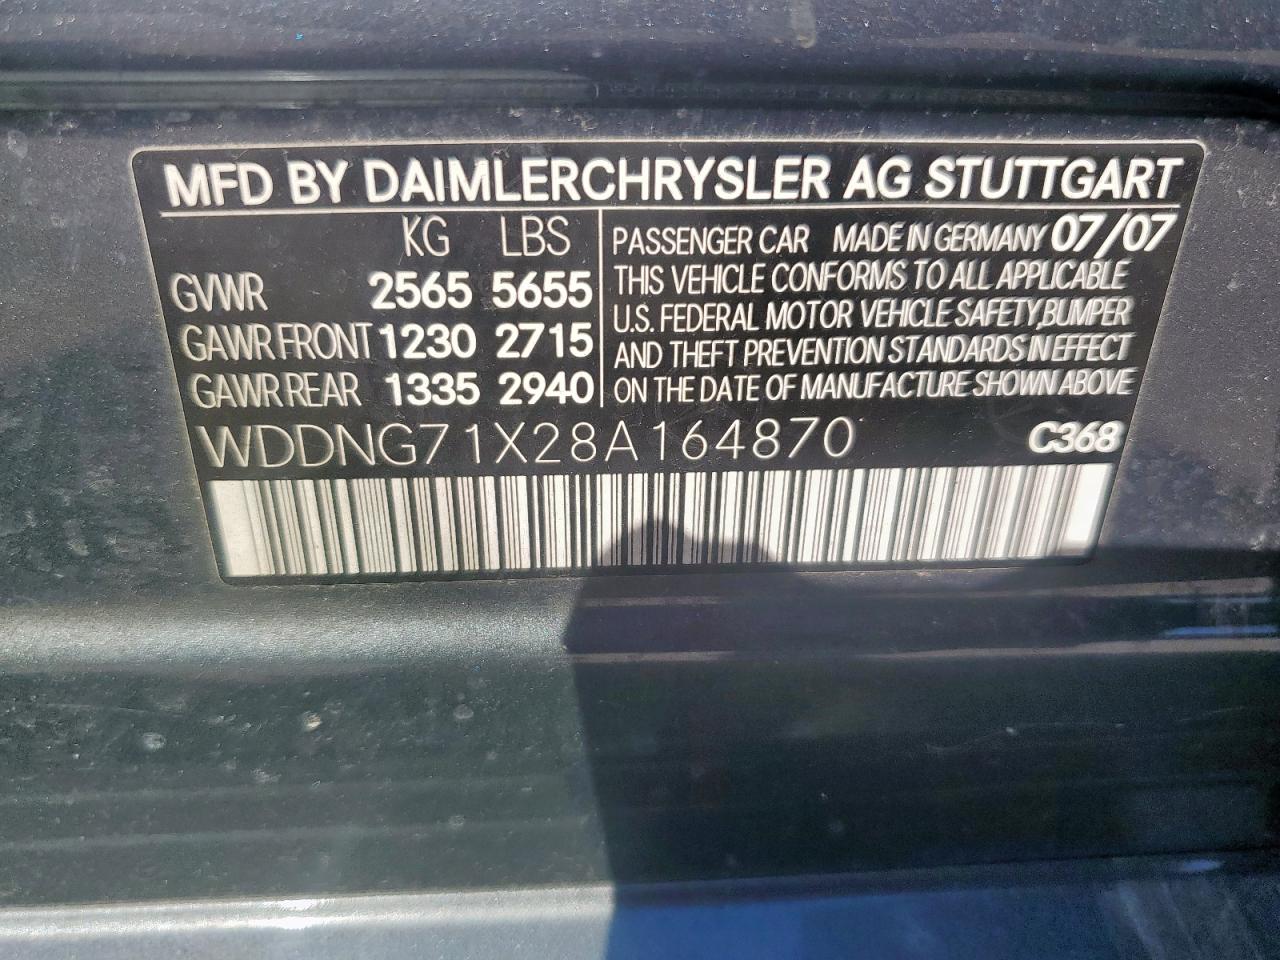 MFD BY DAIMLERCHRYSLER AG STUTTGART
KG LBS
GVWR 2565 5655
GAWR FRONT 1230 2715
GAWR REAR 1335 2940
PASSENGER CAR MADE IN GERMANY 07/07
THIS VEHICLE CONFORMS TO ALL APPLICABLE
U.S. FEDERAL MOTOR VEHICLE SAFETY, BUMPER
AND THEFT PREVENTION STANDARDS IN EFFECT
ON THE DATE OF MANUFACTURE SHOWN ABOVE
WDDNG71X28A164870 C368